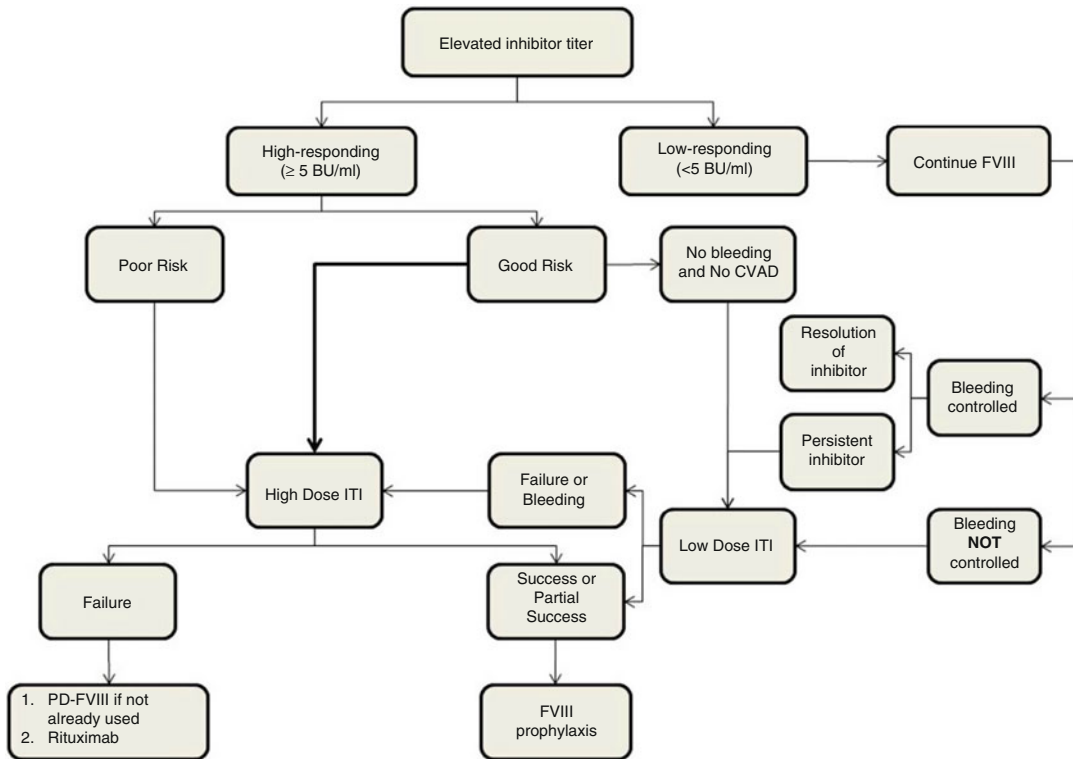 Elevated inhibitor titer
High-responding
(≥ 5 BU/ml)
Low-responding
(<5 BU/ml)
Continue FVIII
Poor Risk
Good Risk
No bleeding
and No CVAD
Resolution
of
inhibitor
Bleeding
controlled
Persistent
inhibitor
High Dose ITI
Failure or
Bleeding
Low Dose ITI
Bleeding
NOT
controlled
Failure
Success or
Partial
Success
1. PD-FVIII if not
already used
2. Rituximab
FVIII
prophylaxis